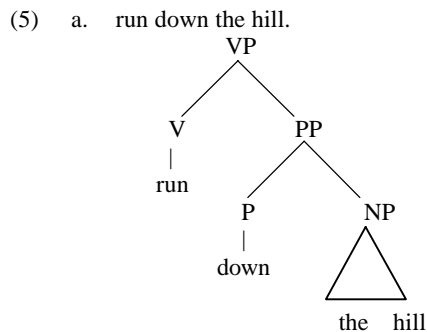 (5) a. run down the hill.
VP
V PP
| 
run
P NP
|
down
the hill